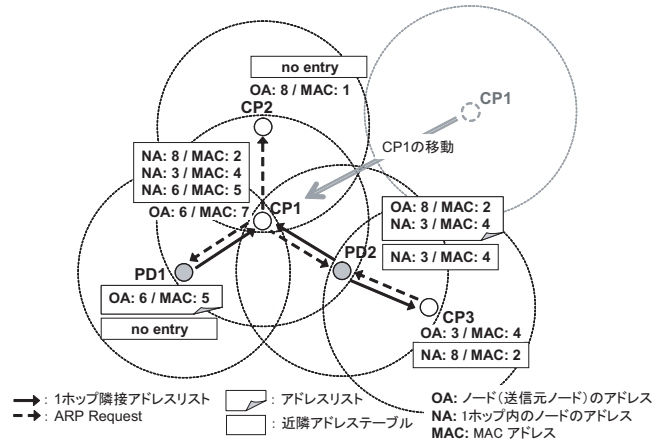 no entry
OA: 8 / MAC: 1
CP2
CP1
CP1の移動
NA: 8 / MAC: 2
NA: 3 / MAC: 4
NA: 6 / MAC: 5
OA: 6 / MAC: 7
CP1
OA: 8 / MAC: 2
NA: 3 / MAC: 4
NA: 3 / MAC: 4
PD1
PD2
OA: 6 / MAC: 5
no entry
CP3
OA: 3 / MAC: 4
NA: 8 / MAC: 2
: 1ホップ隣接アドレスリスト
: ARP Request
: アドレスリスト
: 近隣アドレステーブル
OA: ノード(送信元ノード)のアドレス
NA: 1ホップ内のノードのアドレス
MAC: MAC アドレス